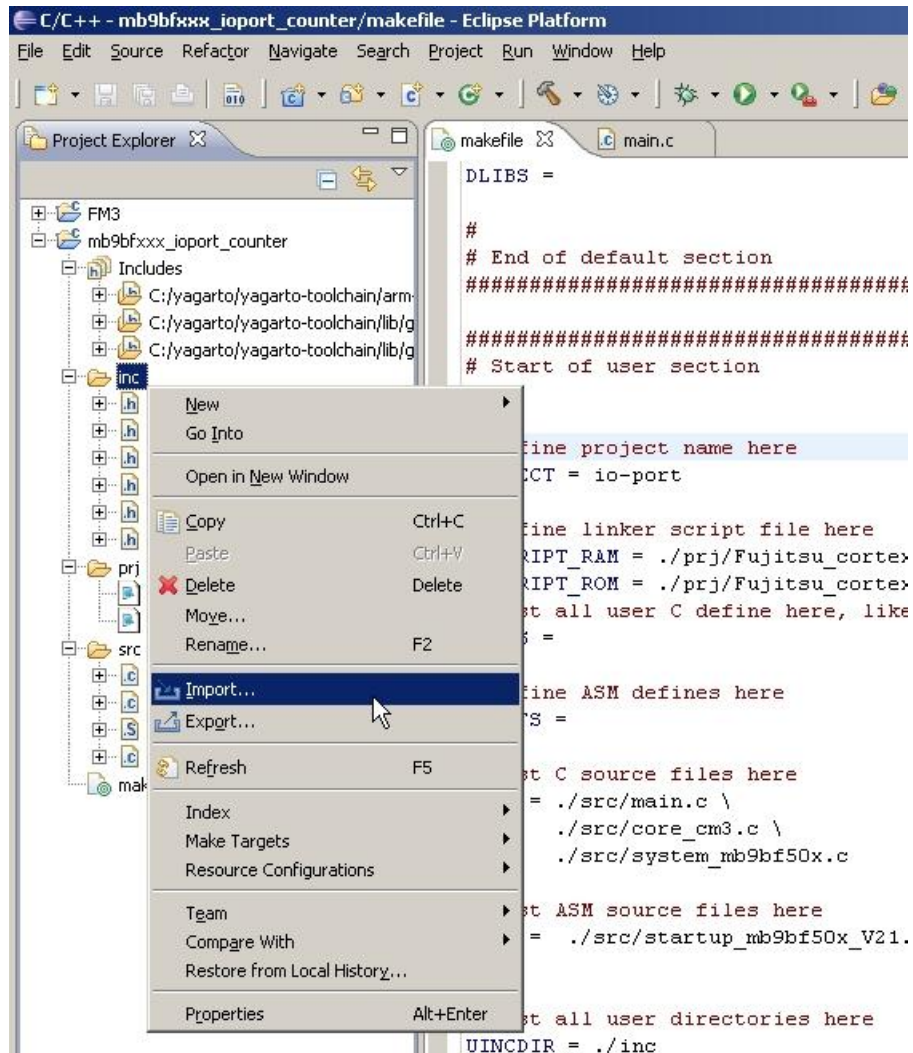 C/C++ - mb9bfxxx_ioport_counter/makefile - Eclipse Platform
File Edit Source Refactor Navigate Search Project Run Window Help
Project Explorer
FM3
mb9bfxxx_ioport_counter
Includes
C:/yagarto/yagarto-toolchain/arm-
C:/yagarto/yagarto-toolchain/lib/g
C:/yagarto/yagarto-toolchain/lib/g
inc
.h
.h
.h
.h
.h
.h
prj
src
.c
.c
.S
.c
mak
New
Go Into
Open in New Window
Copy Ctrl+C
Paste Ctrl+V
Delete Delete
Move...
Rename... F2
Import...
Export...
Refresh F5
Index
Make Targets
Resource Configurations
Team
Compare With
Restore from Local History...
Properties Alt+Enter
makefile main.c
DLIBS =
#
# End of default section
##################################
##################################
# Start of user section
fine project name here
CT = io-port
fine linker script file here
RIPT_RAM = ./prj/Fujitsu_cortex
RIPT_ROM = ./prj/Fujitsu_cortex
st all user C define here, like
S =
fine ASM defines here
S =
st C source files here
= ./src/main.c \
./src/core_cm3.c \
./src/system_mb9bf50x.c
st ASM source files here
= ./src/startup_mb9bf50x_V21.
st all user directories here
UINCDIR = ./inc